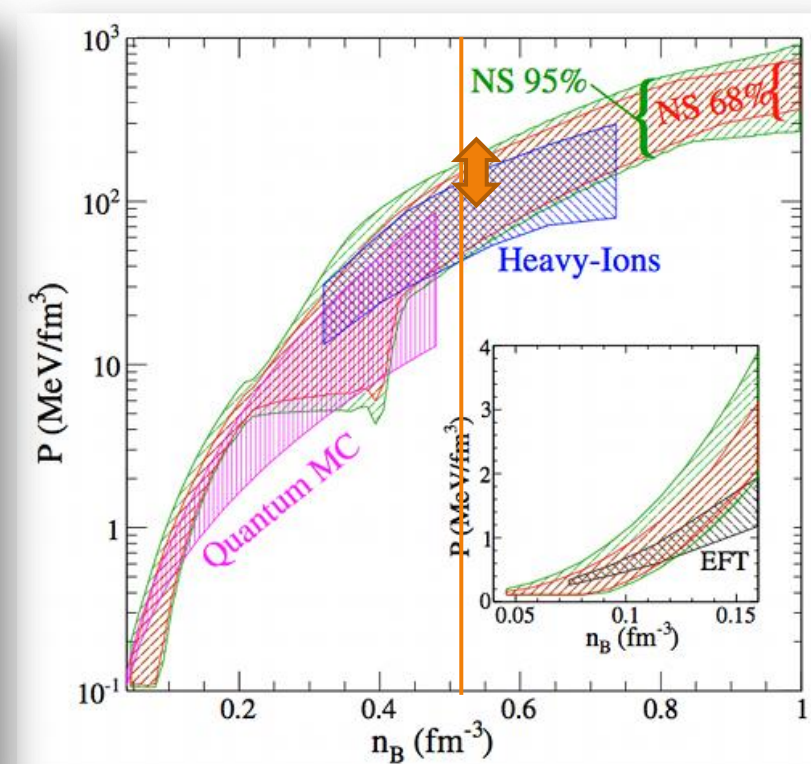 10³
10²
10
1
10⁻¹
P (MeV/fm³)
0.2
0.4
0.6
0.8
1
n_B (fm⁻³)
NS 95%
NS 68%
Heavy-Ions
Quantum MC
4
3
2
1
0
P (MeV/fm³)
EFT
0.05
0.1
0.15
n_B (fm⁻³)